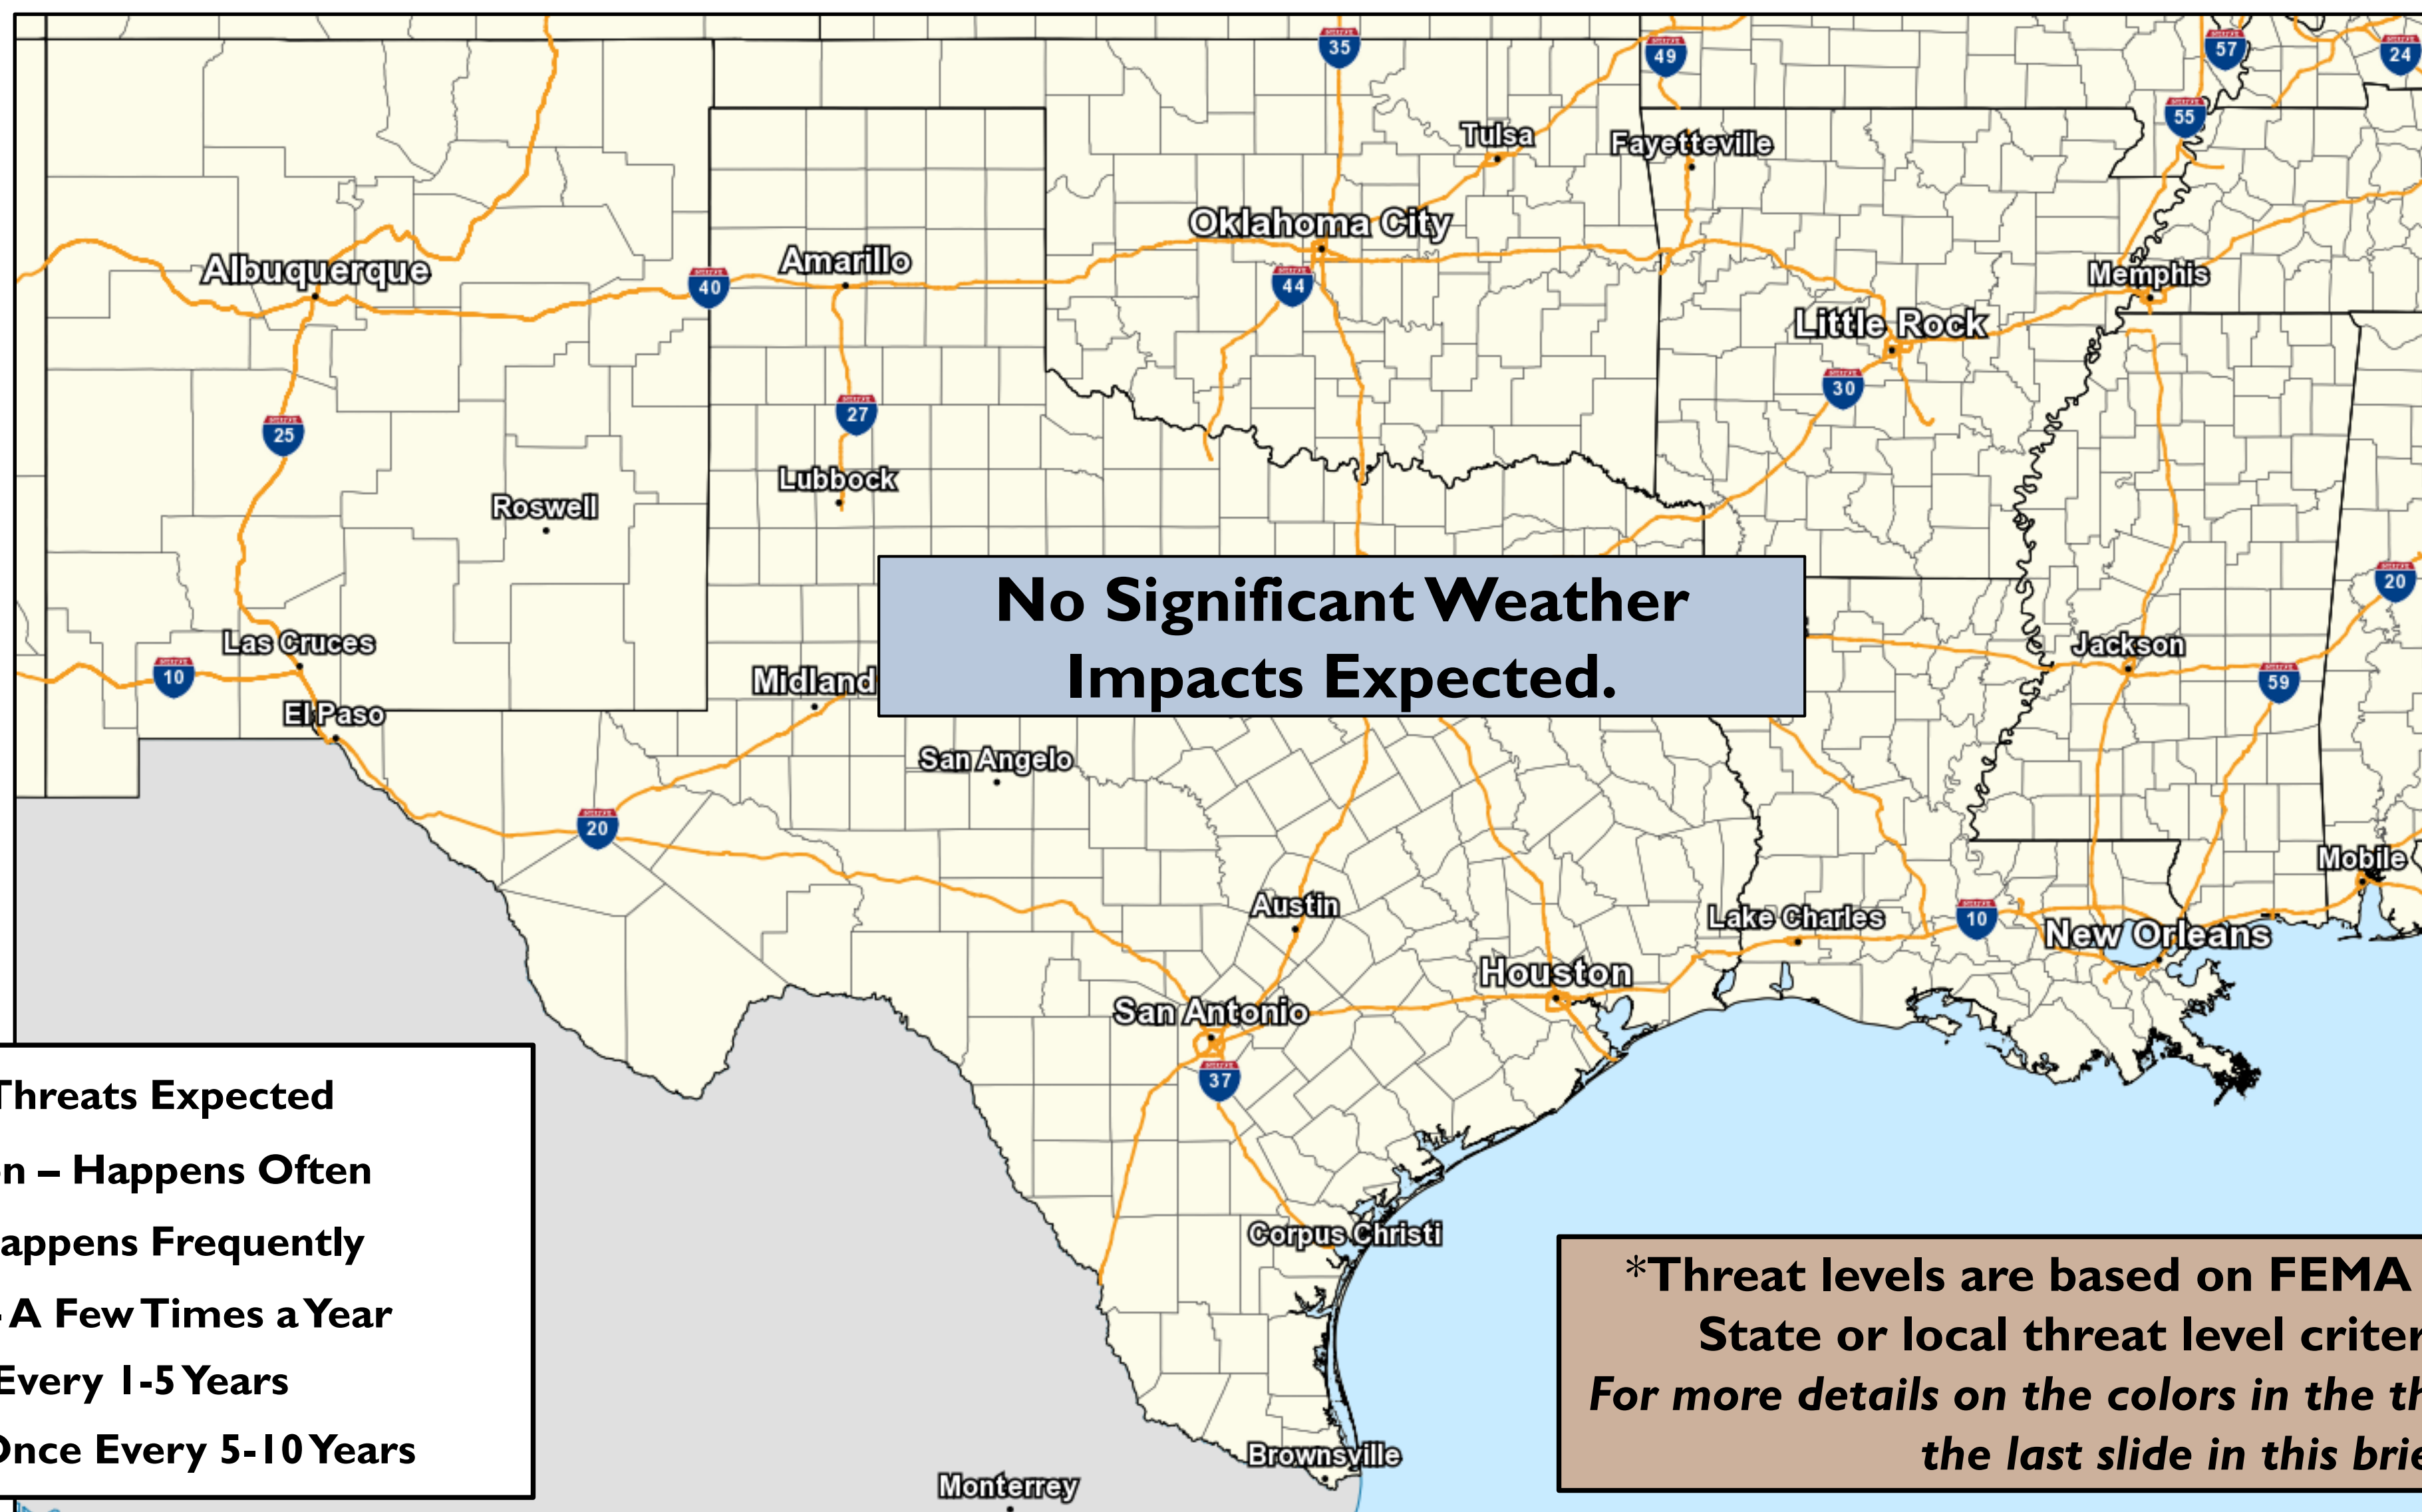 35
49
57
24
55
Tulsa
Fayetteville
Oklahoma City
Albuquerque
Amarillo
40
44
Memphis
Little Rock
30
27
25
Lubbock
Roswell
No Significant Weather
Impacts Expected.
20
Las Cruces
10
Midland
Jackson
59
El Paso
San Angelo
20
Mobile
Austin
Lake Charles
10
New Orleans
Houston
San Antonio
37
Threats Expected
n – Happens Often
appens Frequently
- A Few Times a Year
Every 1-5 Years
Once Every 5-10 Years
Corpus Christi
*Threat levels are based on FEMA
State or local threat level criter
For more details on the colors in the th
the last slide in this brie
Brownsville
Monterrey